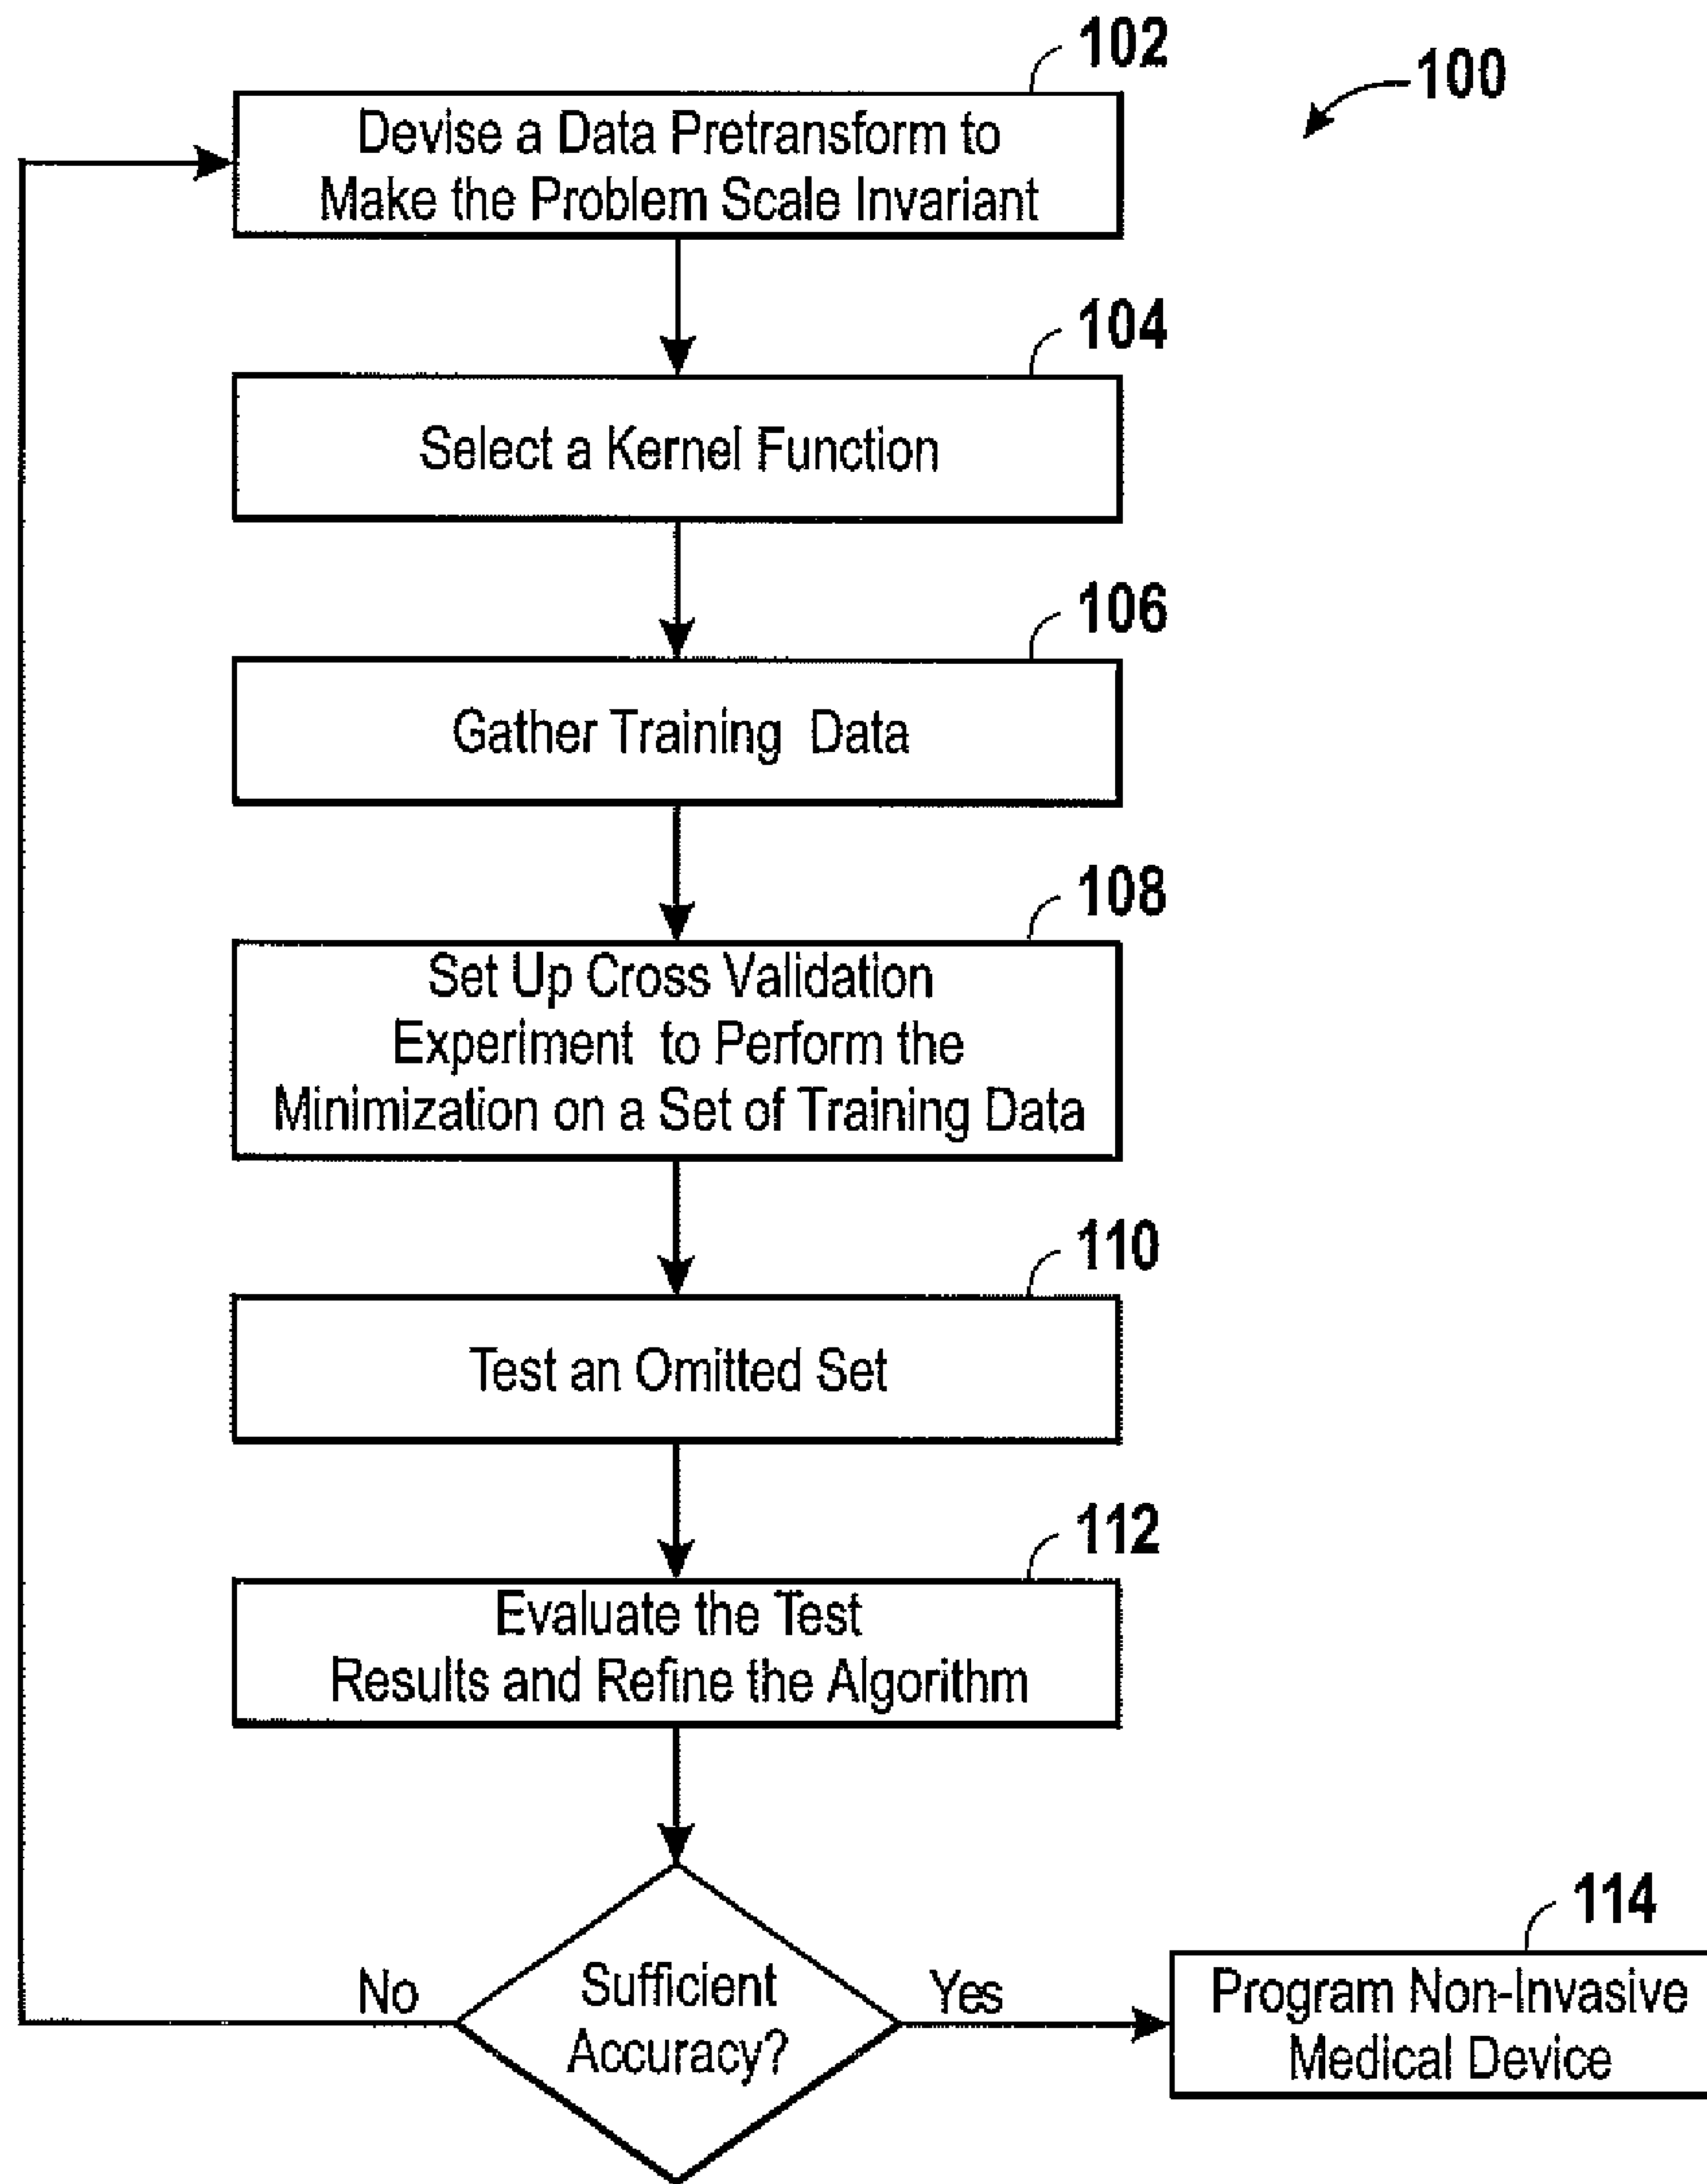 102
100
Devise a Data Pretransform to
Make the Problem Scale Invariant
104
Select a Kernel Function
106
Gather Training Data
108
Set Up Cross Validation
Experiment to Perform the
Minimization on a Set of Training Data
110
Test an Omitted Set
112
Evaluate the Test
Results and Refine the Algorithm
114
No
Sufficient
Accuracy?
Yes
Program Non-Invasive
Medical Device